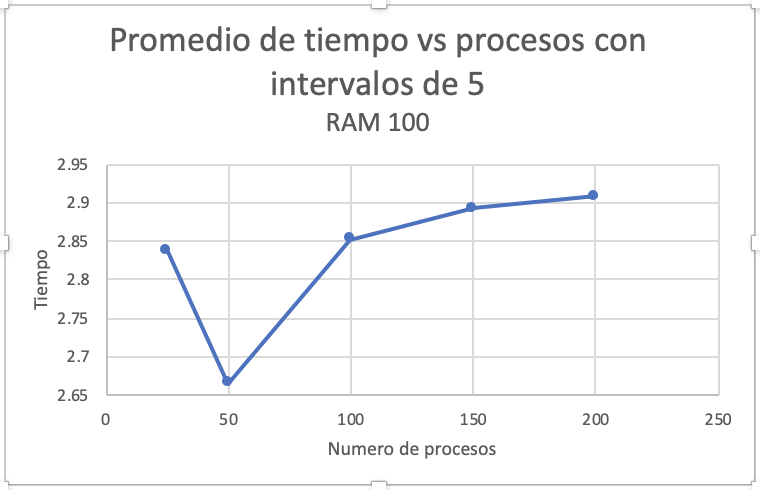 Promedio de tiempo vs procesos con
intervalos de 5
RAM 100
2.95
2.9
2.85
2.8
2.75
2.7
2.65
Tiempo
0 50 100 150 200 250
Numero de procesos